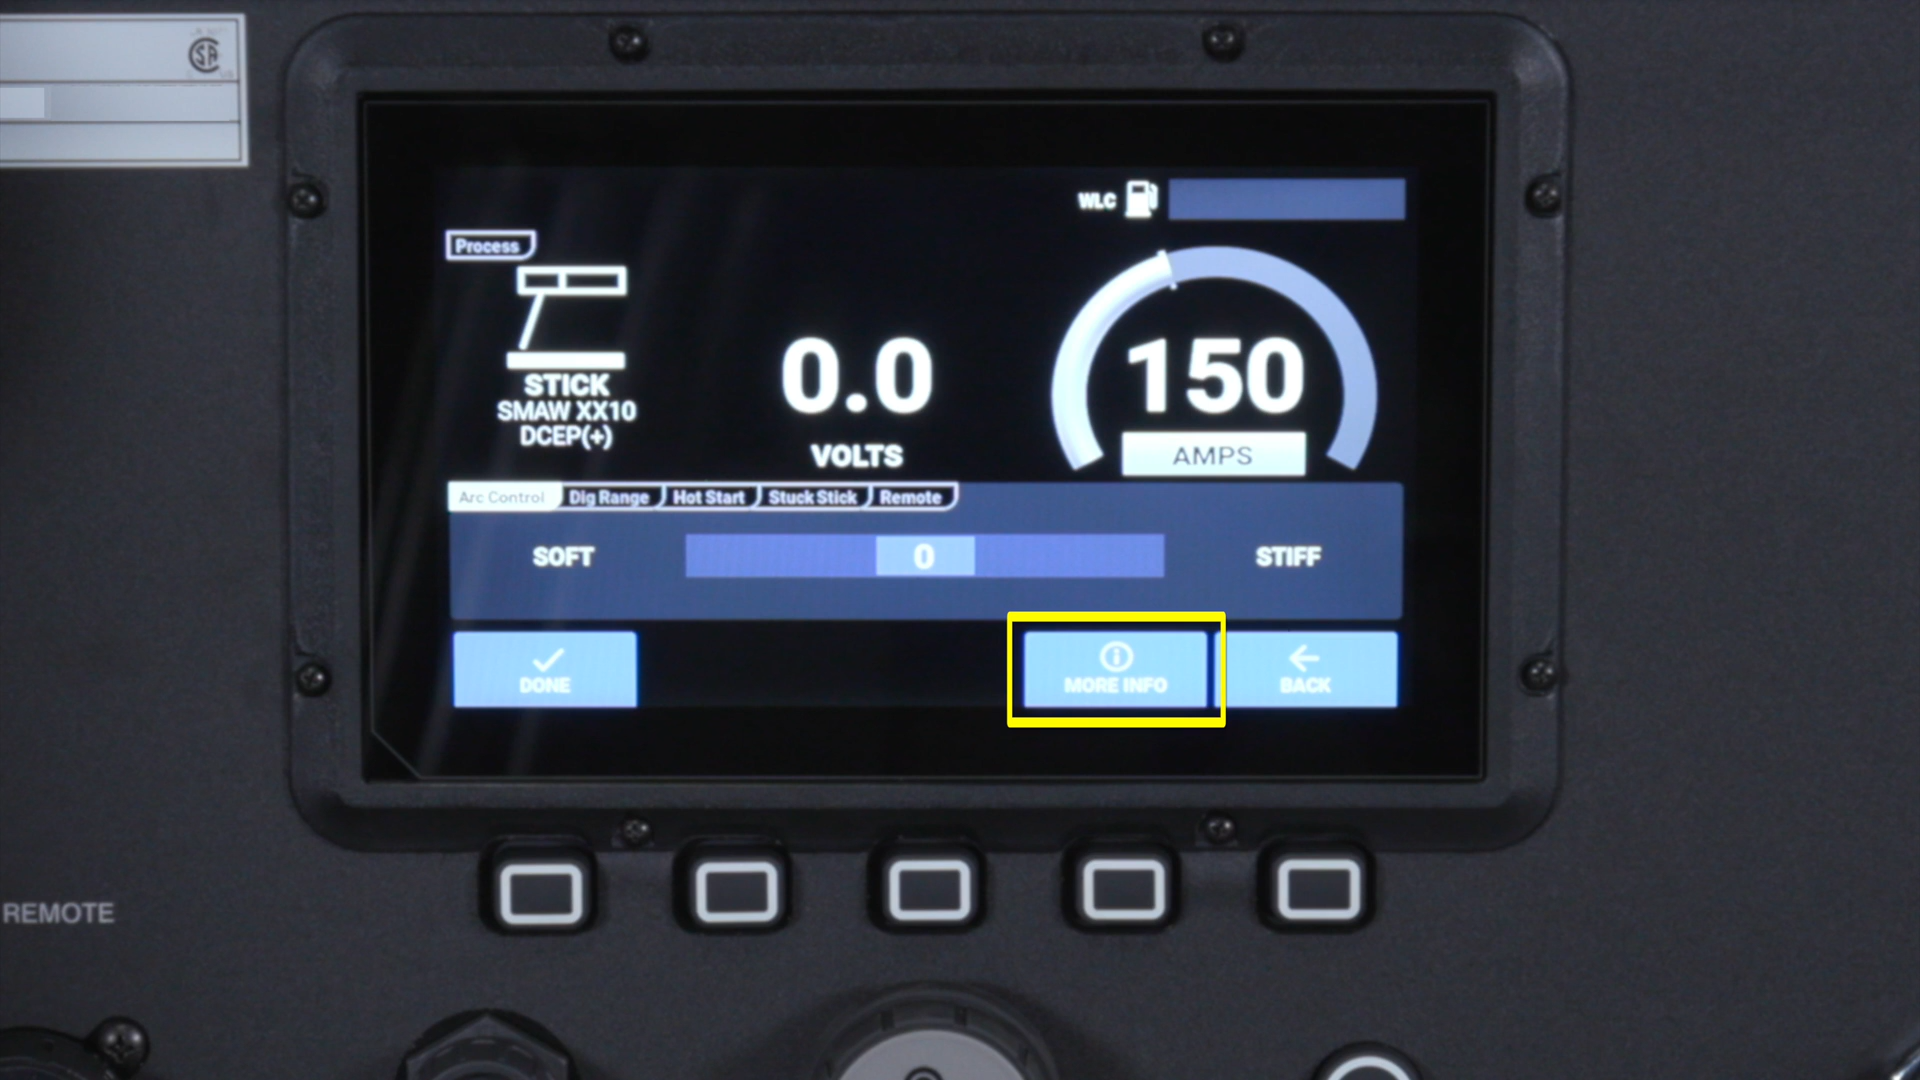 WLC
Process
STICK
SMAW XX10
DCEP(+)
0.0
VOLTS
150
AMPS
Arc Control Dig Range Hot Start Stuck Stick Remote
SOFT 0 STIFF
DONE MORE INFO BACK
REMOTE